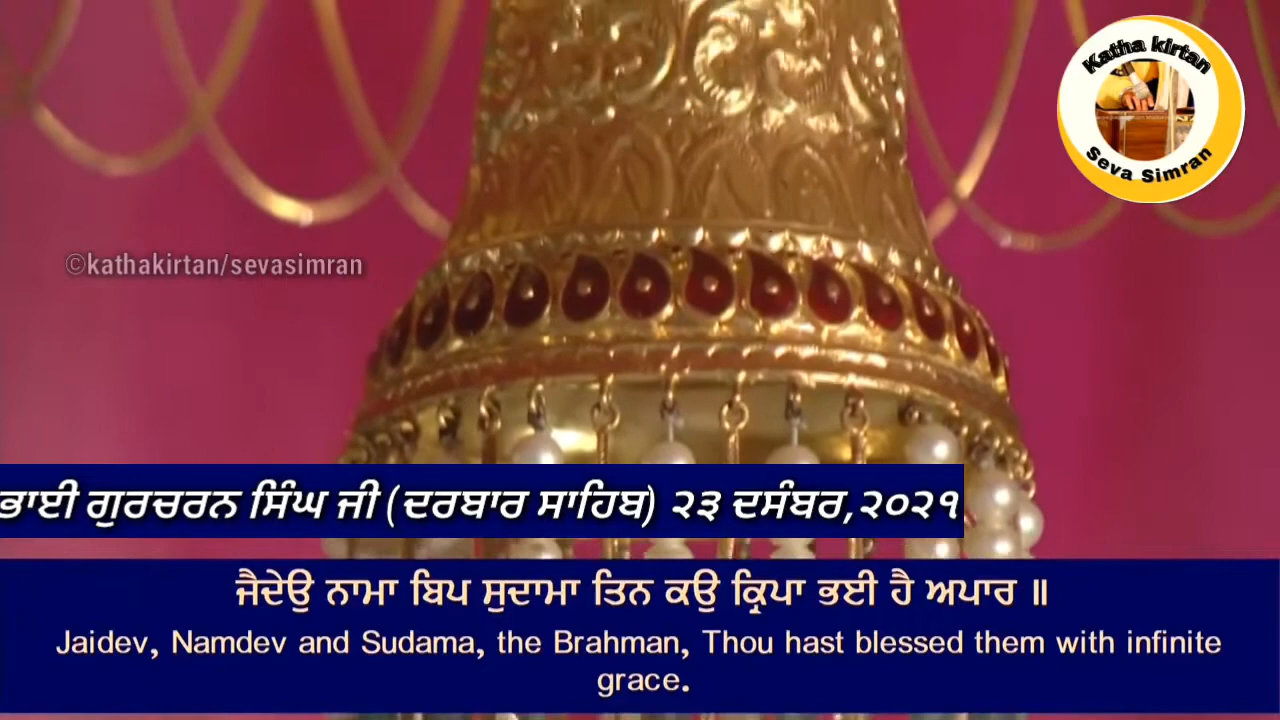 Katha kirtan
Seva Simran
©kathakirtan/sevasimran
ਭਾਈ ਗੁਰਚਰਨ ਸਿੰਘ ਜੀ (ਦਰਬਾਰ ਸਾਹਿਬ) ੨੩ ਦਸੰਬਰ,੨੦੨੧
ਜੈਦੇਉ ਨਾਮਾ ਬਿਪ ਸੁਦਾਮਾ ਤਿਨ ਕਉ ਕ੍ਰਿਪਾ ਭਈ ਹੈ ਅਪਾਰ ॥
Jaidev, Namdev and Sudama, the Brahman, Thou hast blessed them with infinite
grace.